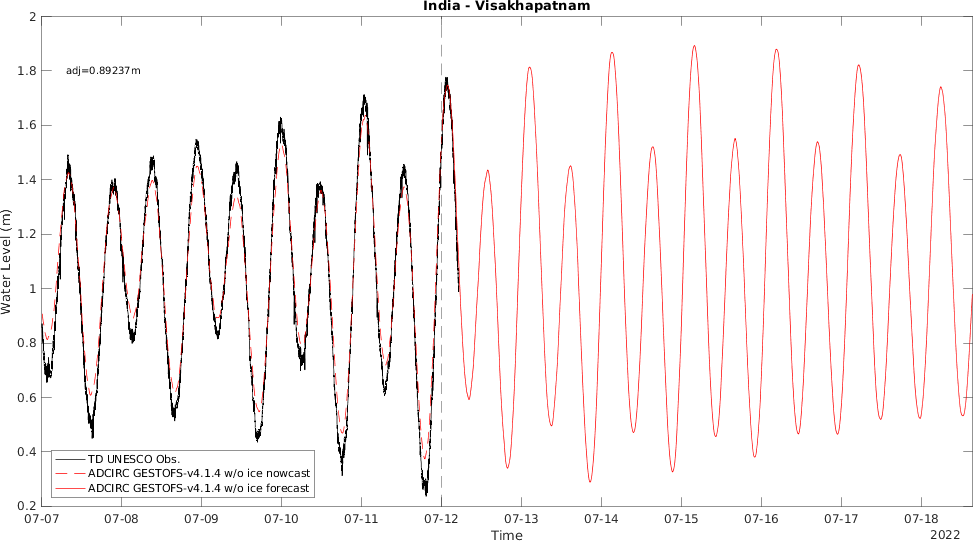 India - Visakhapatnam
2
1.8
1.6
1.4
1.2
1
0.8
0.6
0.4
0.2
Water Level (m)
adj=0.89237m
TD UNESCO Obs.
ADCIRC GESTOFS-v4.1.4 w/o ice nowcast
ADCIRC GESTOFS-v4.1.4 w/o ice forecast
07-07 07-08 07-09 07-10 07-11 07-12 07-13 07-14 07-15 07-16 07-17 07-18
Time
2022